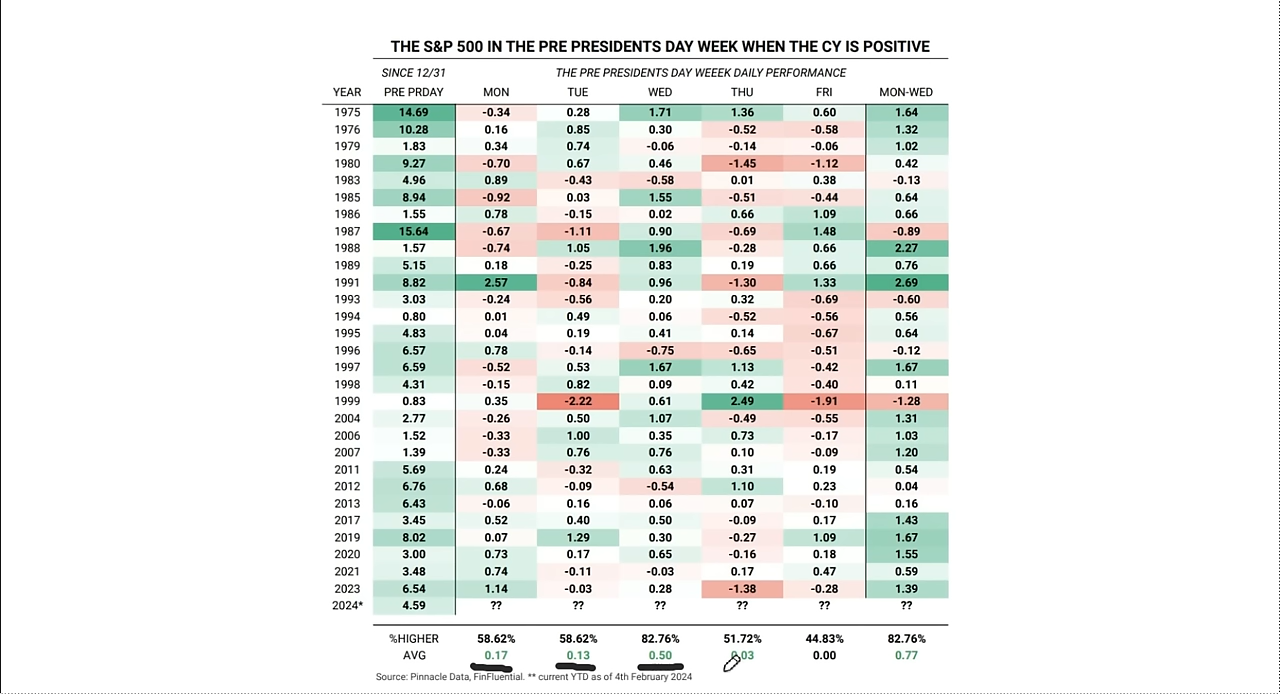 THE S&P 500 IN THE PRE PRESIDENTS DAY WEEK WHEN THE CY IS POSITIVE
SINCE 12/31 THE PRE PRESIDENTS DAY WEEEK DAILY PERFORMANCE
YEAR PRE PRDAY MON TUE WED THU FRI MON-WED
1975 14.69 -0.34 0.28 1.71 1.36 0.60 1.64
1976 10.28 0.16 0.85 0.30 -0.52 -0.58 1.32
1979 1.83 0.34 0.74 -0.06 -0.14 -0.06 1.02
1980 9.27 -0.70 0.67 0.46 -1.45 -1.12 0.42
1983 4.96 0.89 -0.43 -0.58 0.01 0.38 -0.13
1985 8.94 -0.92 0.03 1.55 -0.51 -0.44 0.64
1986 1.55 0.78 -0.15 0.02 0.66 1.09 0.66
1987 15.64 -0.67 -1.11 0.90 -0.69 1.48 -0.89
1988 1.57 -0.74 1.05 1.96 -0.28 0.66 2.27
1989 5.15 0.18 -0.25 0.83 0.19 0.66 0.76
1991 8.82 2.57 -0.84 0.96 -1.30 1.33 2.69
1993 3.03 -0.24 -0.56 0.20 0.32 -0.69 -0.60
1994 0.80 0.01 0.49 0.06 -0.52 -0.56 0.56
1995 4.83 0.04 0.19 0.41 0.14 -0.67 0.64
1996 6.57 0.78 -0.14 -0.75 -0.65 -0.51 -0.12
1997 6.59 -0.52 0.53 1.67 1.13 -0.42 1.67
1998 4.31 -0.15 0.82 0.09 0.42 -0.40 0.11
1999 0.83 0.35 -2.22 0.61 2.49 -1.91 -1.28
2004 2.77 -0.26 0.50 1.07 -0.49 -0.55 1.31
2006 1.52 -0.33 1.00 0.35 0.73 -0.17 1.03
2007 1.39 -0.33 0.76 0.76 0.10 -0.09 1.20
2011 5.69 0.24 -0.32 0.63 0.31 0.19 0.54
2012 6.76 0.68 -0.09 -0.54 1.10 0.23 0.04
2013 6.43 -0.06 0.16 0.06 0.07 -0.10 0.16
2017 3.45 0.52 0.40 0.50 -0.09 0.17 1.43
2019 8.02 0.07 1.29 0.30 -0.27 1.09 1.67
2020 3.00 0.73 0.17 0.65 -0.16 0.18 1.55
2021 3.48 0.74 -0.11 -0.03 0.17 0.47 0.59
2023 6.54 1.14 -0.03 0.28 -1.38 -0.28 1.39
2024* 4.59 ?? ?? ?? ?? ?? ??
%HIGHER 58.62% 58.62% 82.76% 51.72% 44.83% 82.76%
AVG 0.17 0.13 0.50 0.03 0.00 0.77
Source: Pinnacle Data, FinFluential. ** current YTD as of 4th February 2024